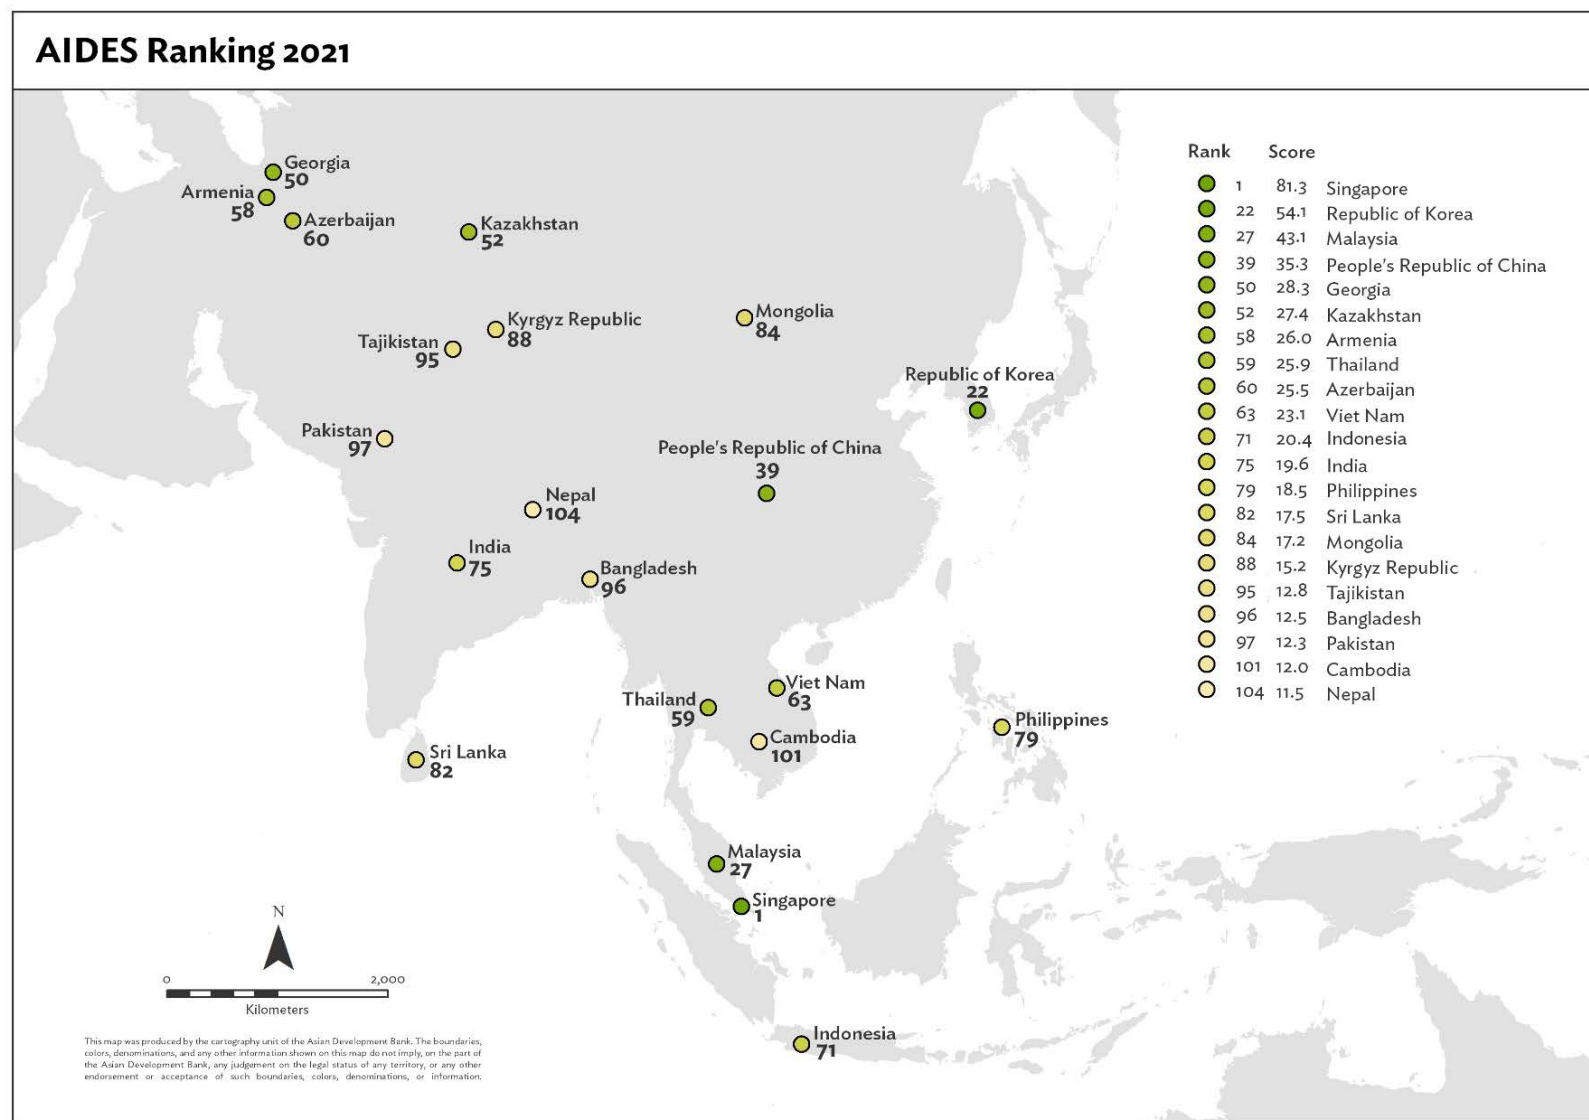 AIDES Ranking 2021
Georgia
50
Armenia
58
Azerbaijan
60
Kazakhstan
52
Kyrgyz Republic
88
Tajikistan
95
Mongolia
84
Republic of Korea
22
Pakistan
97
People's Republic of China
39
Nepal
104
India
75
Bangladesh
96
Viet Nam
63
Thailand
59
Cambodia
101
Philippines
79
Sri Lanka
82
Malaysia
27
Singapore
1
Indonesia
71
Rank Score
1 81.3 Singapore
22 54.1 Republic of Korea
27 43.1 Malaysia
39 35.3 People's Republic of China
50 28.3 Georgia
52 27.4 Kazakhstan
58 26.0 Armenia
59 25.9 Thailand
60 25.5 Azerbaijan
63 23.1 Viet Nam
71 20.4 Indonesia
75 19.6 India
79 18.5 Philippines
82 17.5 Sri Lanka
84 17.2 Mongolia
88 15.2 Kyrgyz Republic
95 12.8 Tajikistan
96 12.5 Bangladesh
97 12.3 Pakistan
101 12.0 Cambodia
104 11.5 Nepal
N
0 2,000
Kilometers
This map was produced by the cartography unit of the Asian Development Bank. The boundaries,
colors, denominations, and any other information shown on this map do not imply, on the part of
the Asian Development Bank, any judgement on the legal status of any territory, or any other
endorsement or acceptance of such boundaries, colors, denominations, or information.